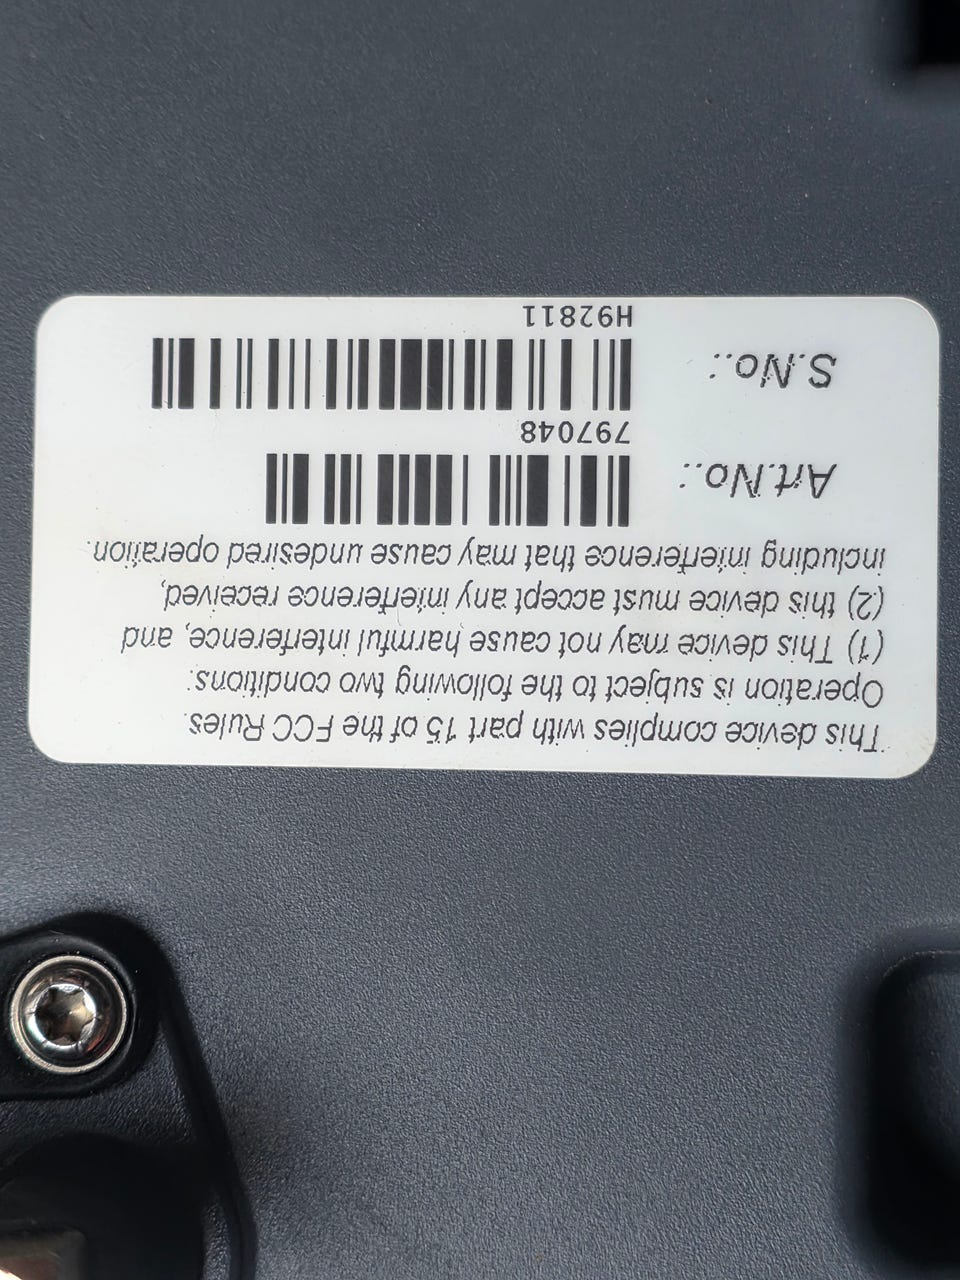 This device complies with part 15 of the FCC Rules.
Operation is subject to the following two conditions:
(1) This device may not cause harmful interference, and
(2) this device must accept any interference received,
including interference that may cause undesired operation.
Art.No.:
797048
S.No.:
H92811